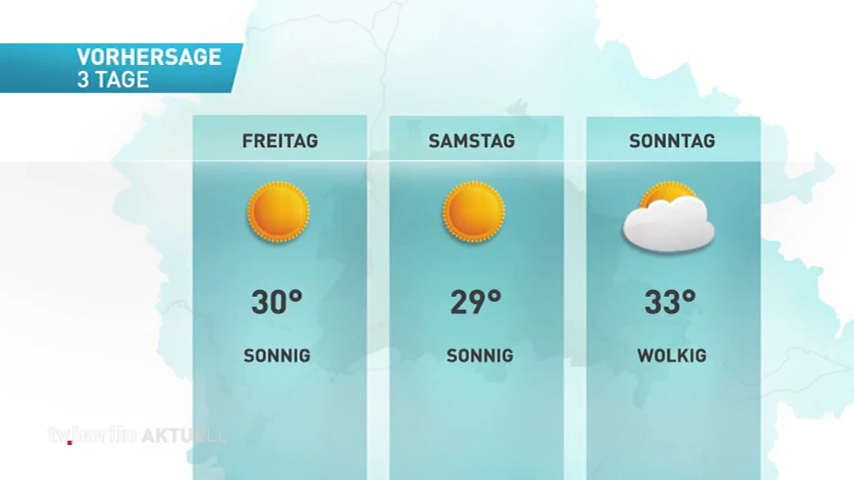 VORHERSAGE
3 TAGE
FREITAG
SAMSTAG
SONNTAG
30°
29°
33°
SONNIG
SONNIG
WOLKIG
tv.berlin AKTUELL